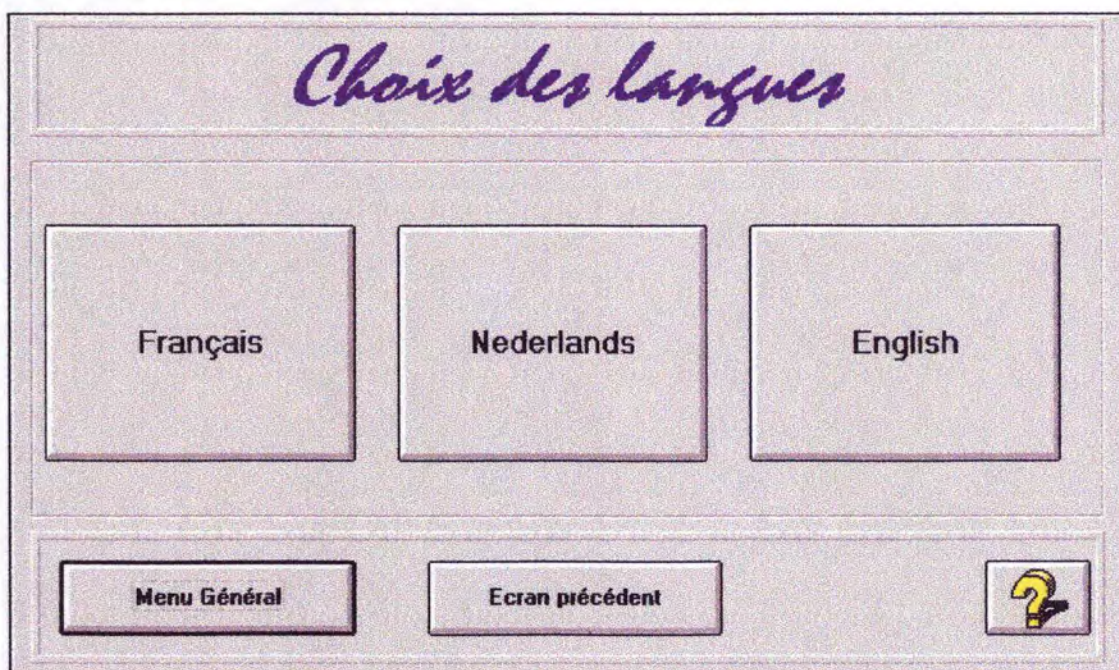 Choix des langues
Français
Nederlands
English
Menu Général
Ecran précédent
?